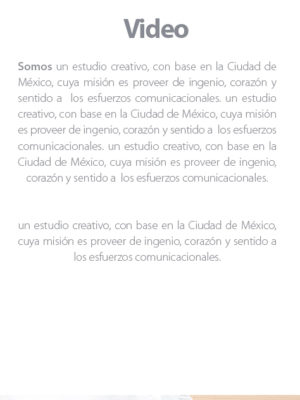 Video
Somos un estudio creativo, con base en la Ciudad de
México, cuya misión es proveer de ingenio, corazón y
sentido a los esfuerzos comunicacionales. un estudio
creativo, con base en la Ciudad de México, cuya misión
es proveer de ingenio, corazón y sentido a los esfuerzos
comunicacionales. un estudio creativo, con base en la
Ciudad de México, cuya misión es proveer de ingenio,
corazón y sentido a los esfuerzos comunicacionales.
un estudio creativo, con base en la Ciudad de México,
cuya misión es proveer de ingenio, corazón y sentido a
los esfuerzos comunicacionales.